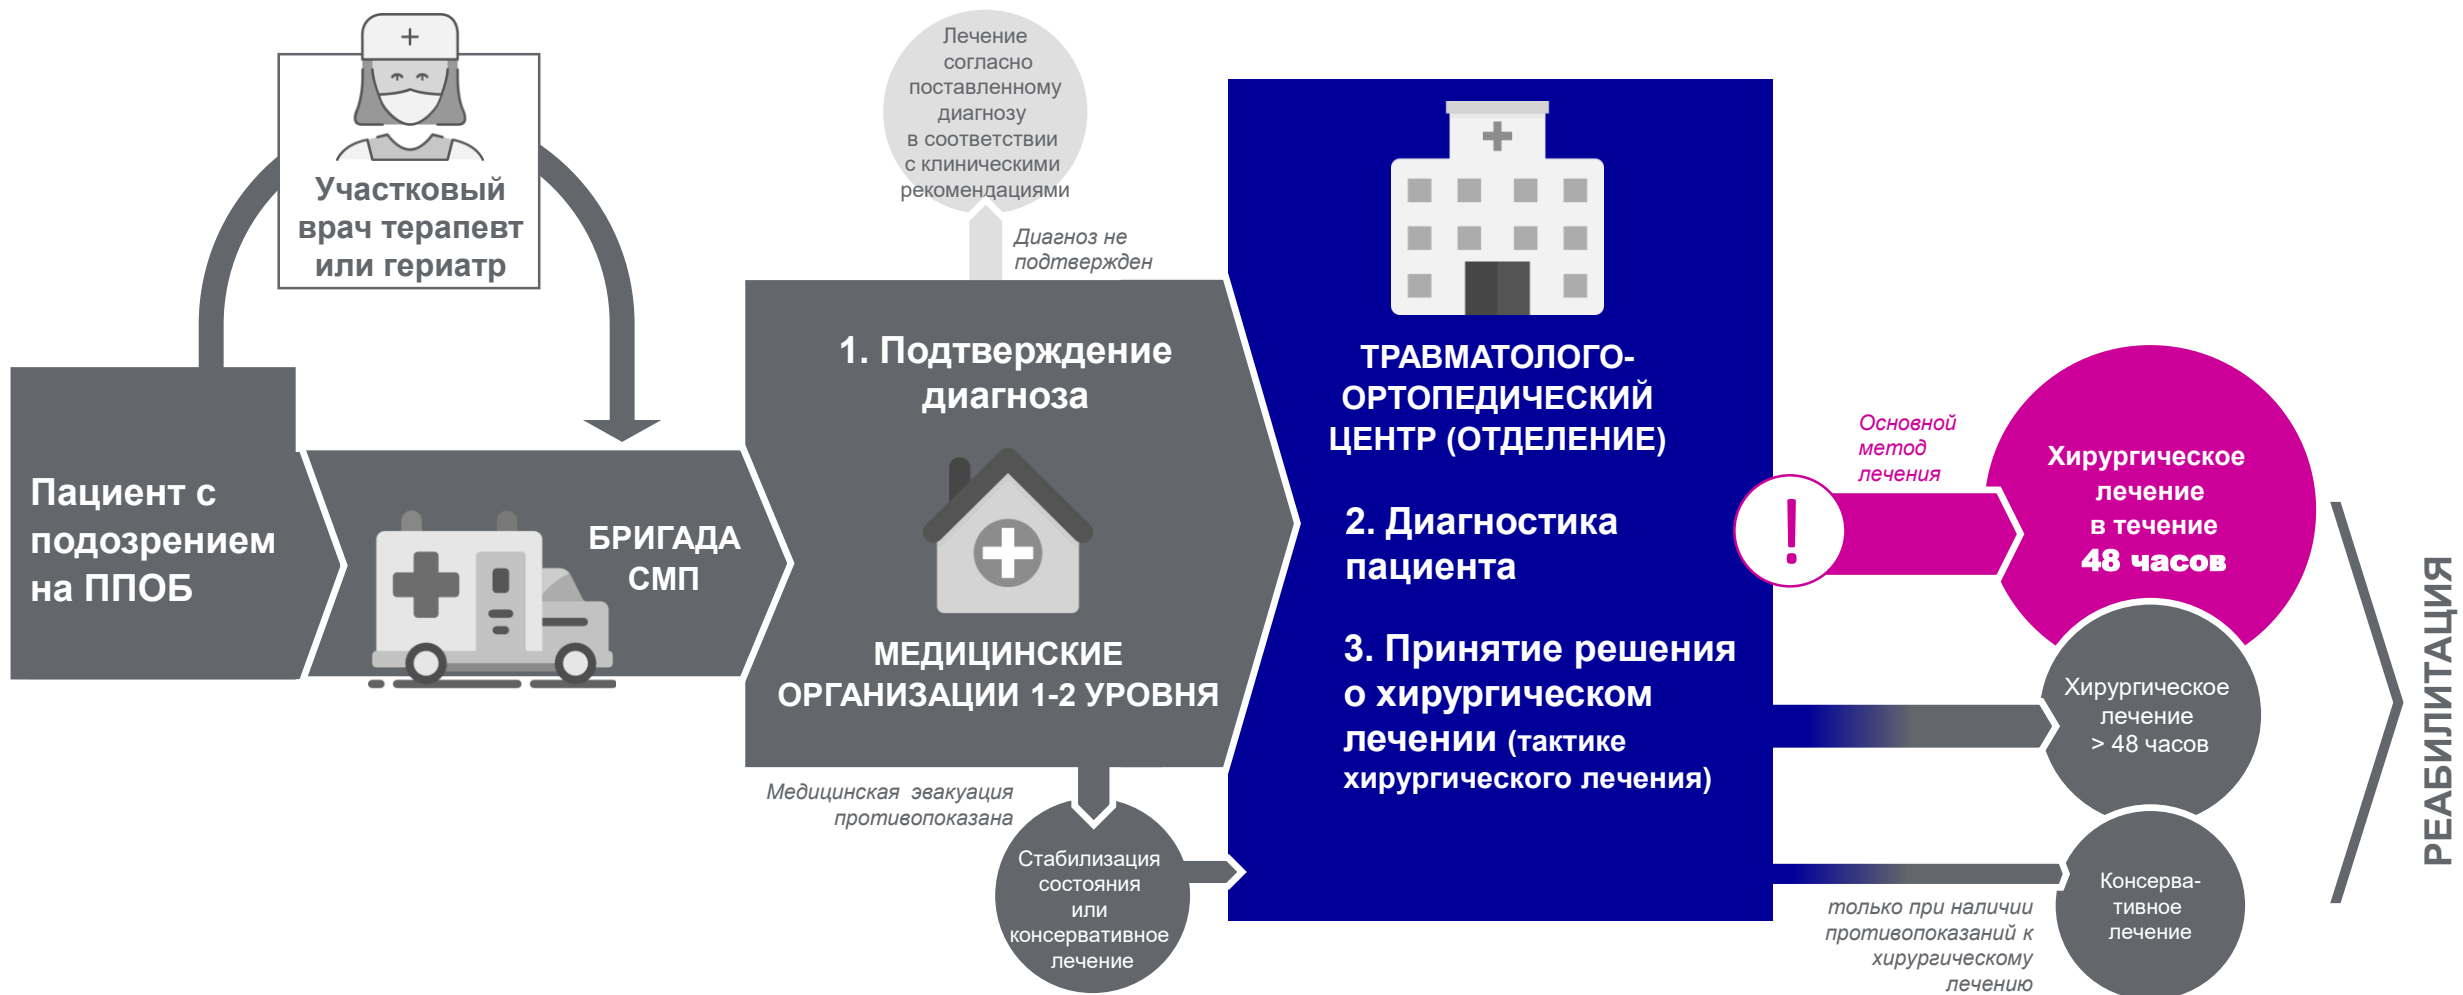 Участковый
врач терапевт
или гериатр
Пациент с
подозрением
на ППОБ
БРИГАДА
СМП
Лечение
согласно
поставленному
диагнозу
в соответствии
с клиническими
рекомендациями
Диагноз не
подтвержден
1. Подтверждение
диагноза
МЕДИЦИНСКИЕ
ОРГАНИЗАЦИИ 1-2 УРОВНЯ
Медицинская эвакуация
противопоказана
Стабилизация
состояния
или
консервативное
лечение
ТРАВМАТОЛОГО-
ОРТОПЕДИЧЕСКИЙ
ЦЕНТР (ОТДЕЛЕНИЕ)
2. Диагностика
пациента
3. Принятие решения
о хирургическом
лечении (тактике
хирургического лечения)
!
Основной
метод
лечения
Хирургическое
лечение
в течение
48 часов
Хирургическое
лечение
> 48 часов
только при наличии
противопоказаний к
хирургическому
лечению
Консерва-
тивное
лечение
РЕАБИЛИТАЦИЯ